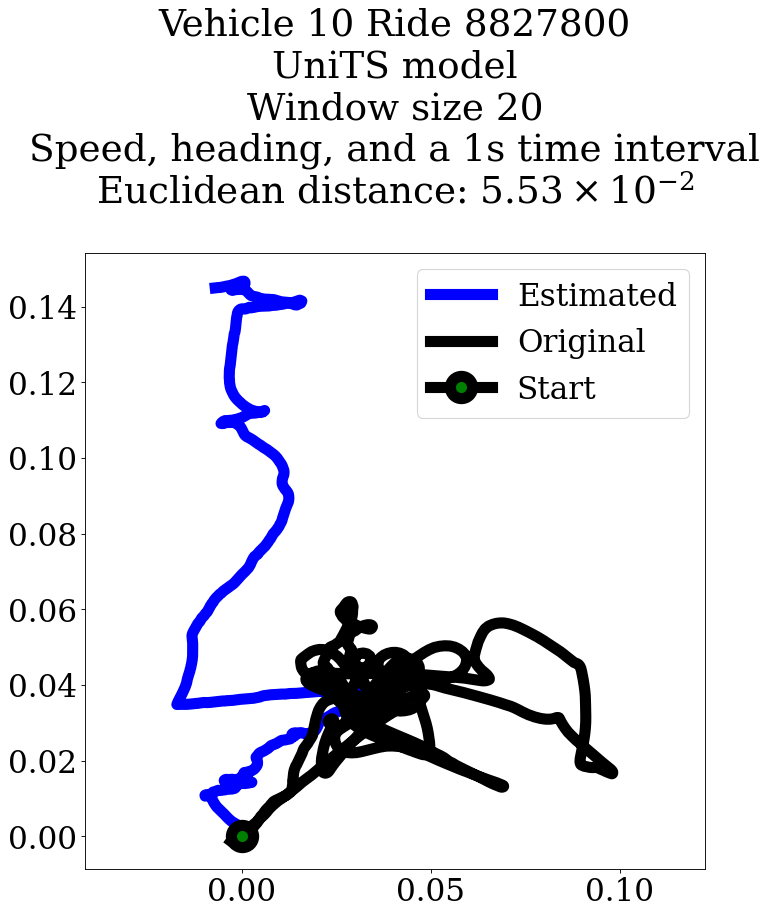 Vehicle 10 Ride 8827800
UniTS model
Window size 20
Speed, heading, and a 1s time interval
Euclidean distance: 5.53 × 10⁻²
Estimated
Original
Start
0.14
0.12
0.10
0.08
0.06
0.04
0.02
0.00
0.00 0.05 0.10